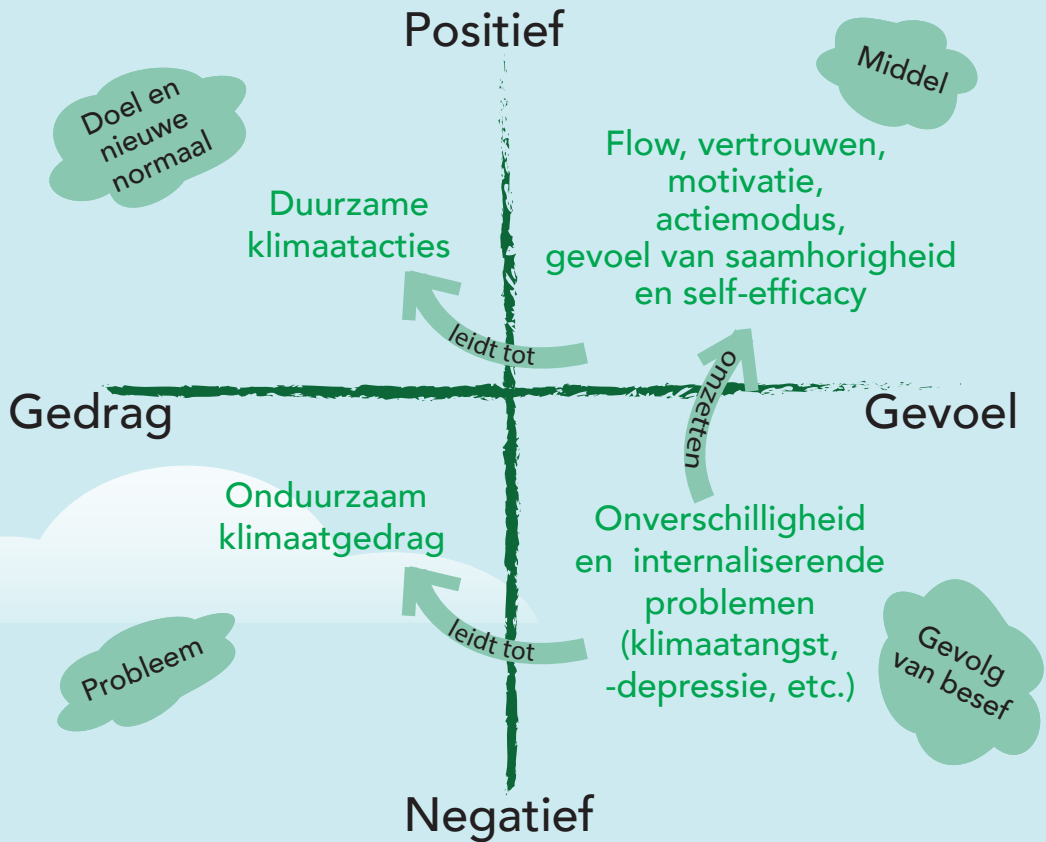 Positief
Middel
Doel en
nieuwe
normaal
Flow, vertrouwen,
motivatie,
actiemodus,
gevoel van saamhorigheid
en self-efficacy
Duurzame
klimaatacties
leidt tot
omzetten
Gedrag
Gevoel
Onduurzaam
klimaatgedrag
Onverschilligheid
en internaliserende
problemen
(klimaatangst,
-depressie, etc.)
leidt tot
Probleem
Gevolg
van besef
Negatief